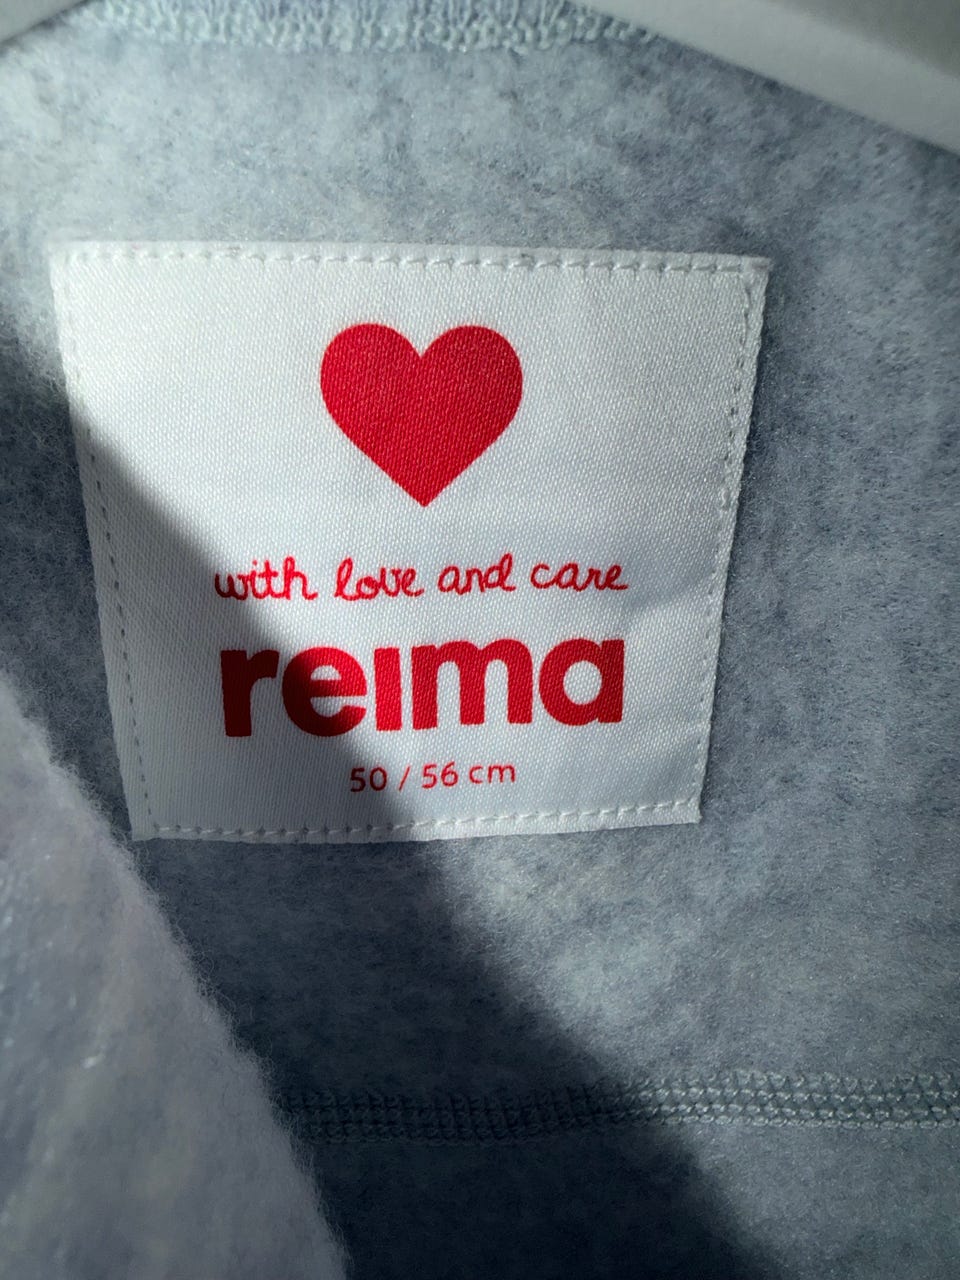 with love and care
reima
50 / 56 cm